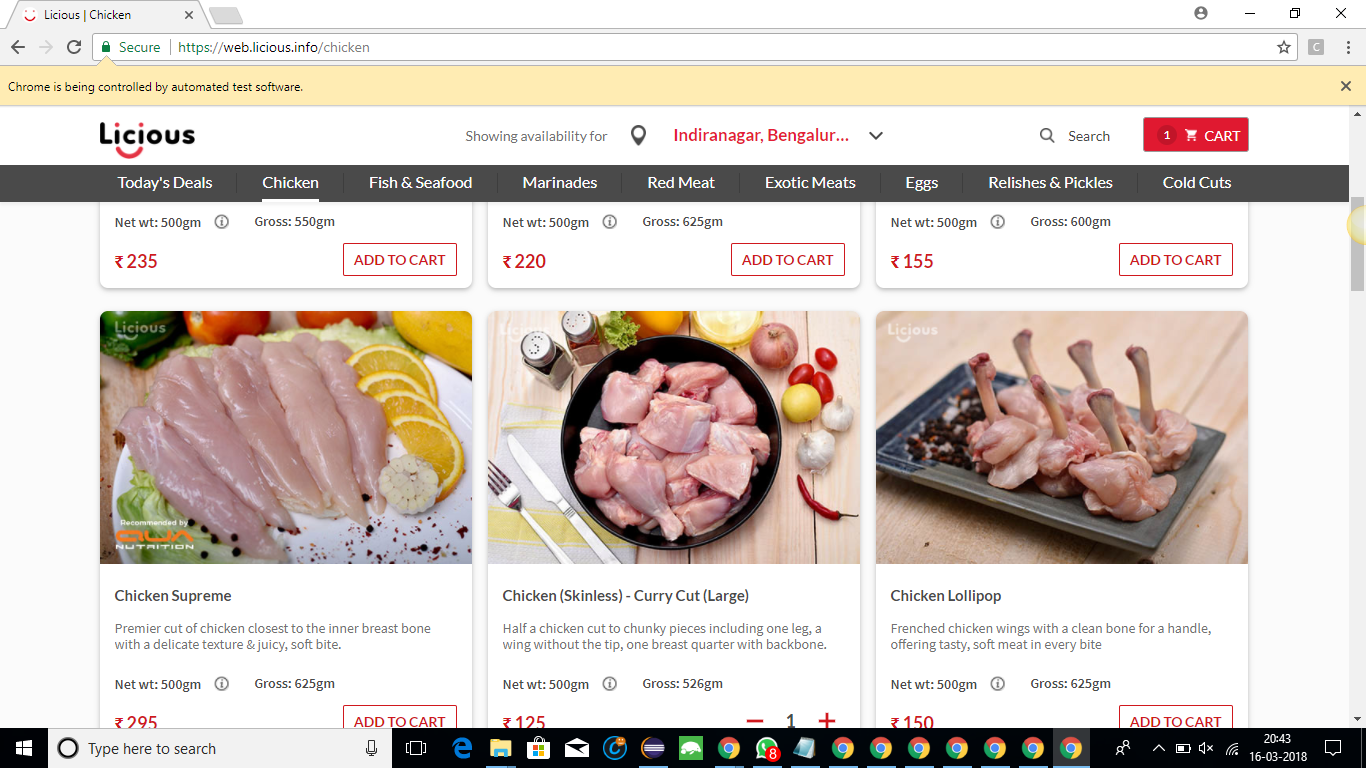 Licious | Chicken
Secure https://web.licious.info/chicken
C
Chrome is being controlled by automated test software.
Licious
Showing availability for Indiranagar, Bengalur... Search 1 CART
Today's Deals Chicken Fish & Seafood Marinades Red Meat Exotic Meats Eggs Relishes & Pickles Cold Cuts
Net wt: 500gm Gross: 550gm
₹ 235 ADD TO CART
Net wt: 500gm Gross: 625gm
₹ 220 ADD TO CART
Net wt: 500gm Gross: 600gm
₹ 155 ADD TO CART
Licious
Recommended by
QUA
NUTRITION
Chicken Supreme
Premier cut of chicken closest to the inner breast bone
with a delicate texture & juicy, soft bite.
Net wt: 500gm Gross: 625gm
₹ 295 ADD TO CART
Licious
S
Chicken (Skinless) - Curry Cut (Large)
Half a chicken cut to chunky pieces including one leg, a
wing without the tip, one breast quarter with backbone.
Net wt: 500gm Gross: 526gm
₹ 125 — 1 +
Licious
Chicken Lollipop
Frenched chicken wings with a clean bone for a handle,
offering tasty, soft meat in every bite
Net wt: 500gm Gross: 625gm
₹ 150 ADD TO CART
Type here to search
8
20:43
16-03-2018